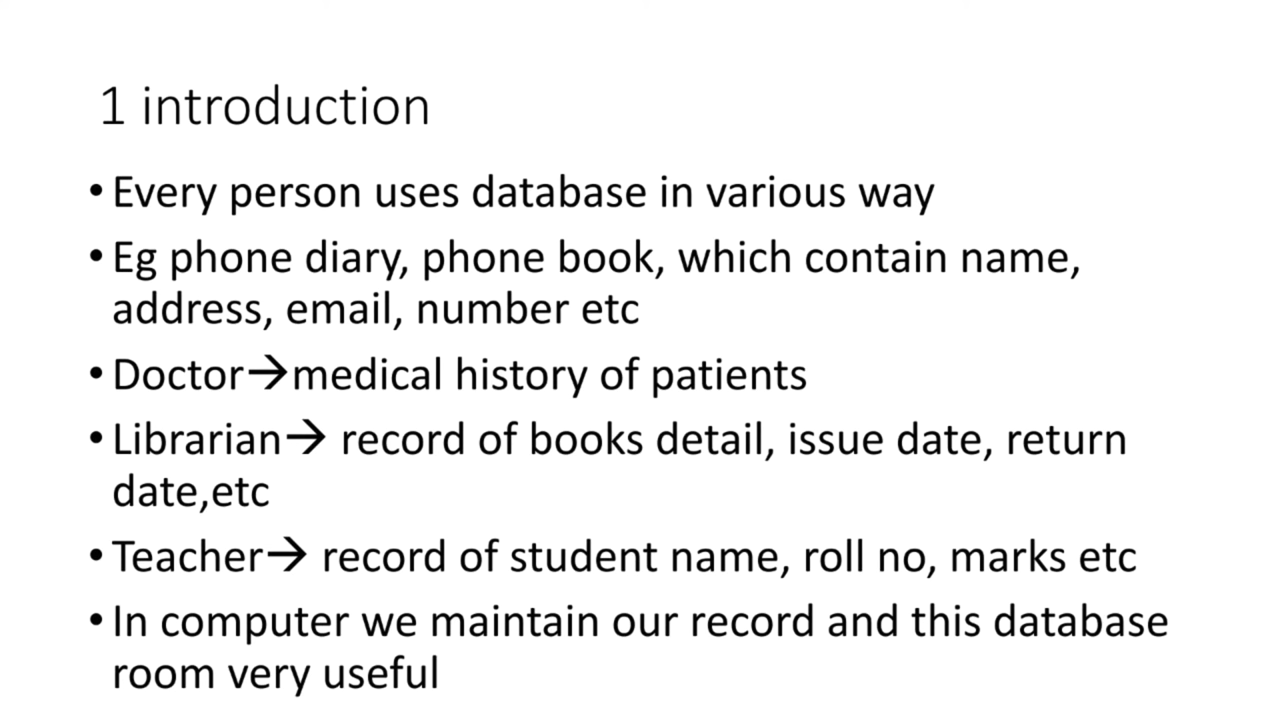 1 introduction
• Every person uses database in various way
• Eg phone diary, phone book, which contain name,
address, email, number etc
• Doctor→medical history of patients
• Librarian→ record of books detail, issue date, return
date,etc
• Teacher→ record of student name, roll no, marks etc
• In computer we maintain our record and this database
room very useful